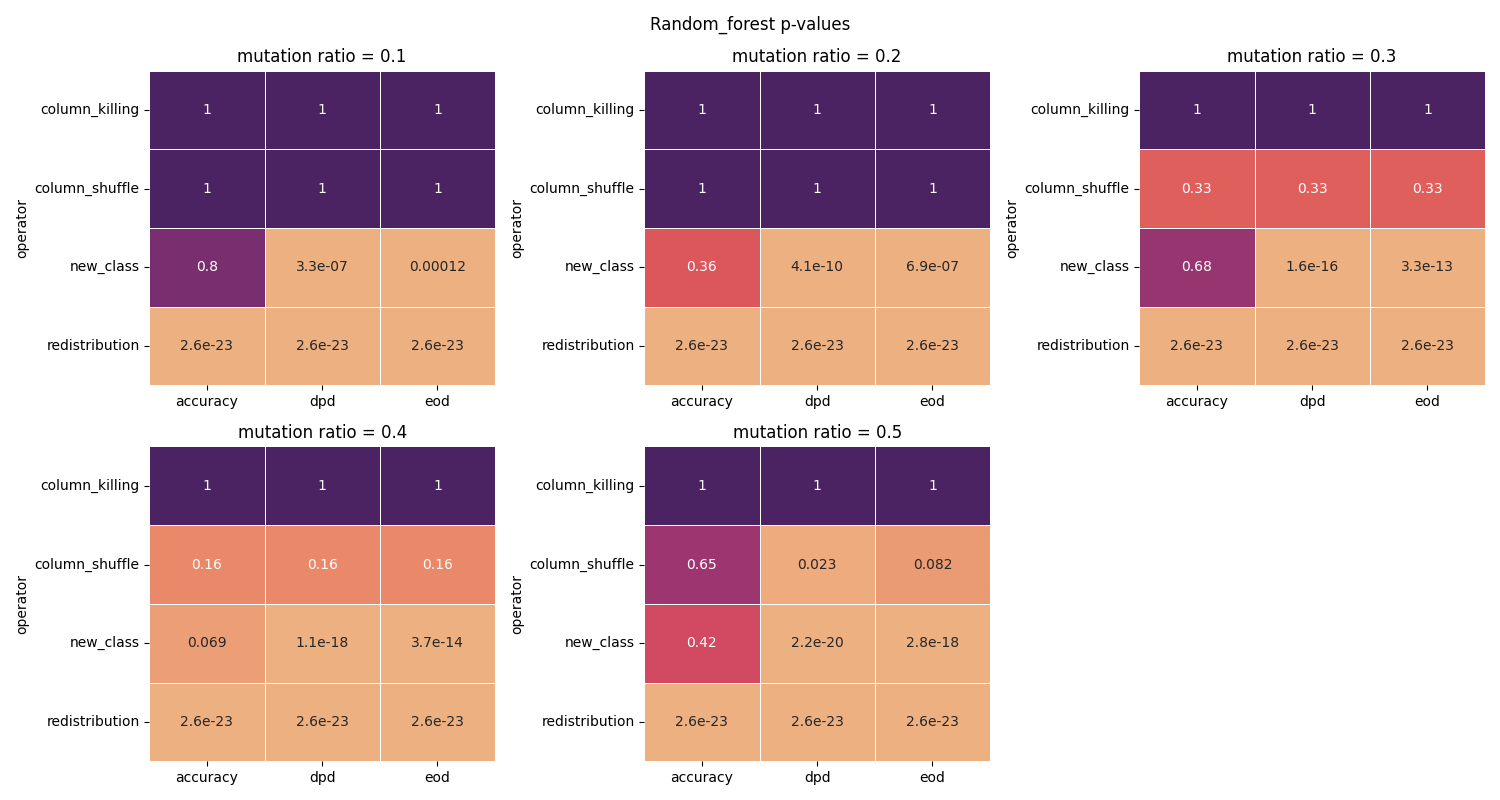 Random_forest p-values
mutation ratio = 0.1
column_killing 1 1 1
column_shuffle 1 1 1
new_class 0.8 3.3e-07 0.00012
redistribution 2.6e-23 2.6e-23 2.6e-23
operator
accuracy dpd eod
mutation ratio = 0.2
column_killing 1 1 1
column_shuffle 1 1 1
new_class 0.36 4.1e-10 6.9e-07
redistribution 2.6e-23 2.6e-23 2.6e-23
operator
accuracy dpd eod
mutation ratio = 0.3
column_killing 1 1 1
column_shuffle 0.33 0.33 0.33
new_class 0.68 1.6e-16 3.3e-13
redistribution 2.6e-23 2.6e-23 2.6e-23
operator
accuracy dpd eod
mutation ratio = 0.4
column_killing 1 1 1
column_shuffle 0.16 0.16 0.16
new_class 0.069 1.1e-18 3.7e-14
redistribution 2.6e-23 2.6e-23 2.6e-23
operator
accuracy dpd eod
mutation ratio = 0.5
column_killing 1 1 1
column_shuffle 0.65 0.023 0.082
new_class 0.42 2.2e-20 2.8e-18
redistribution 2.6e-23 2.6e-23 2.6e-23
operator
accuracy dpd eod